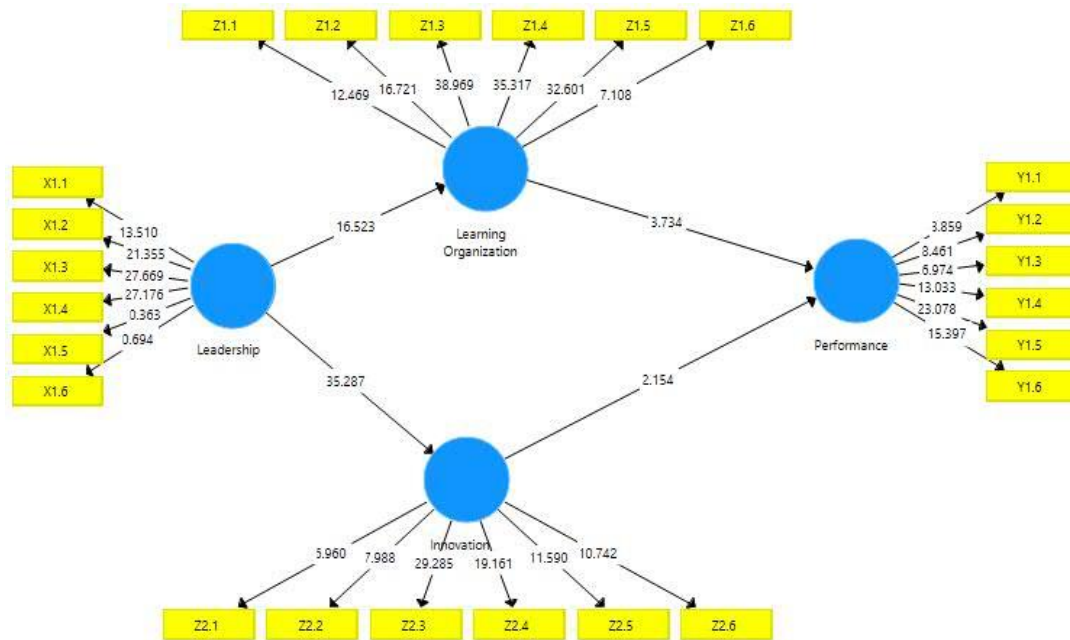 Z1.1 Z1.2 Z1.3 Z1.4 Z1.5 Z1.6
12.469 16.721 38.969 35.317 32.601 7.108
X1.1
X1.2
X1.3
X1.4
X1.5
X1.6
13.510
21.355
27.669
27.176
0.363
0.694
Leadership
16.523
35.287
Learning
Organization
3.734
2.154
Performance
3.859
8.461
6.974
13.033
23.078
15.397
Y1.1
Y1.2
Y1.3
Y1.4
Y1.5
Y1.6
Innovation
7.988 29.285 19.161 11.590 10.742
Z2.1 Z2.2 Z2.3 Z2.4 Z2.5 Z2.6